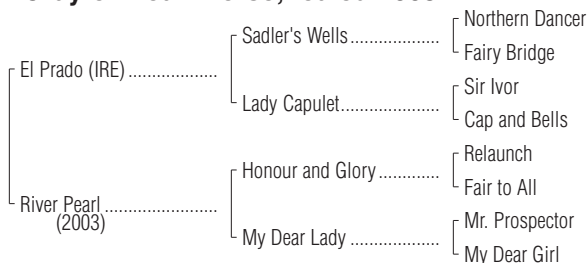 Northern Dancer
Sadler's Wells
Fairy Bridge
El Prado (IRE)
Sir Ivor
Lady Capulet
Cap and Bells
Relaunch
Honour and Glory
Fair to All
River Pearl
(2003)
Mr. Prospector
My Dear Lady
My Dear Girl